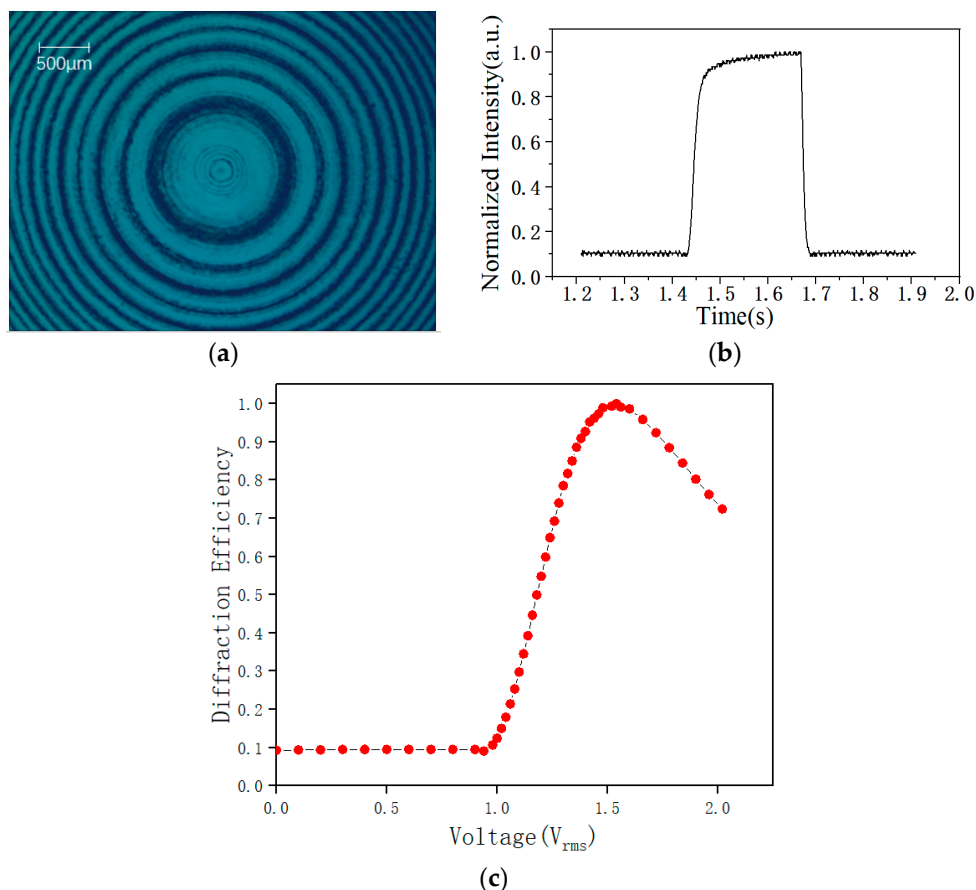 500μm
(a)
Normalized Intensity(a.u.)
1.0
0.8
0.6
0.4
0.2
0.0
1.2 1.3 1.4 1.5 1.6 1.7 1.8 1.9 2.0
Time(s)
(b)
Diffraction Efficiency
1.0
0.9
0.8
0.7
0.6
0.5
0.4
0.3
0.2
0.1
0.0
0.0 0.5 1.0 1.5 2.0
Voltage(Vrms)
(c)